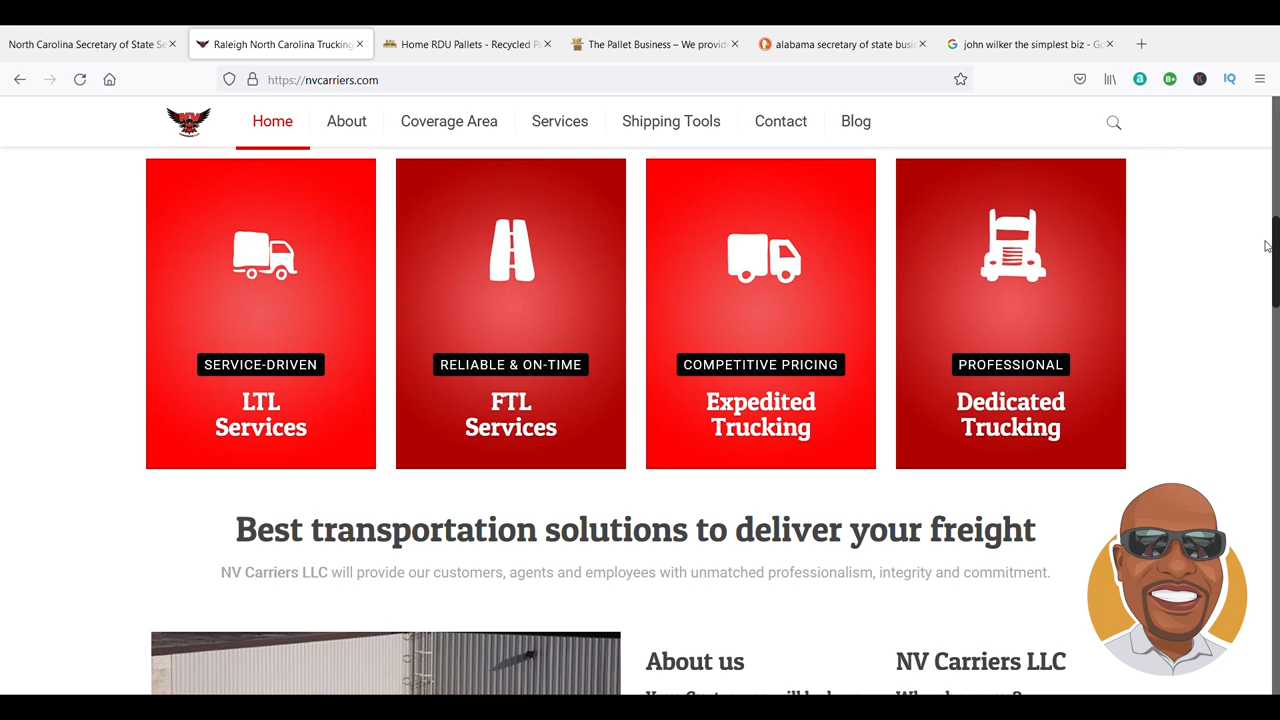 North Carolina Secretary of State Se
Raleigh North Carolina Trucking
Home RDU Pallets - Recycled P
The Pallet Business – We provid
alabama secretary of state busi
john wilker the simplest biz - Go
https://nvcarriers.com
IQ
NV
Home
About
Coverage Area
Services
Shipping Tools
Contact
Blog
SERVICE-DRIVEN
LTL
Services
RELIABLE & ON-TIME
FTL
Services
COMPETITIVE PRICING
Expedited
Trucking
PROFESSIONAL
Dedicated
Trucking
Best transportation solutions to deliver your freight
NV Carriers LLC will provide our customers, agents and employees with unmatched professionalism, integrity and commitment.
About us
NV Carriers LLC